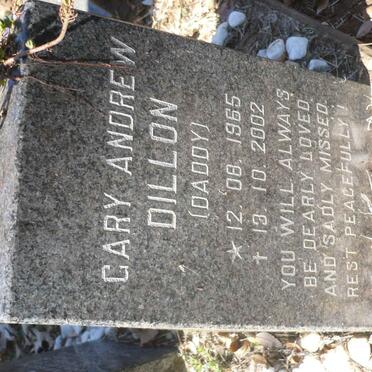 GARY ANDREW
DILLON
(DADDY)
* 12. 08. 1965
† 13. 10. 2002
YOU WILL ALWAYS
BE DEARLY LOVED
AND SADLY MISSED.
REST PEACEFULLY